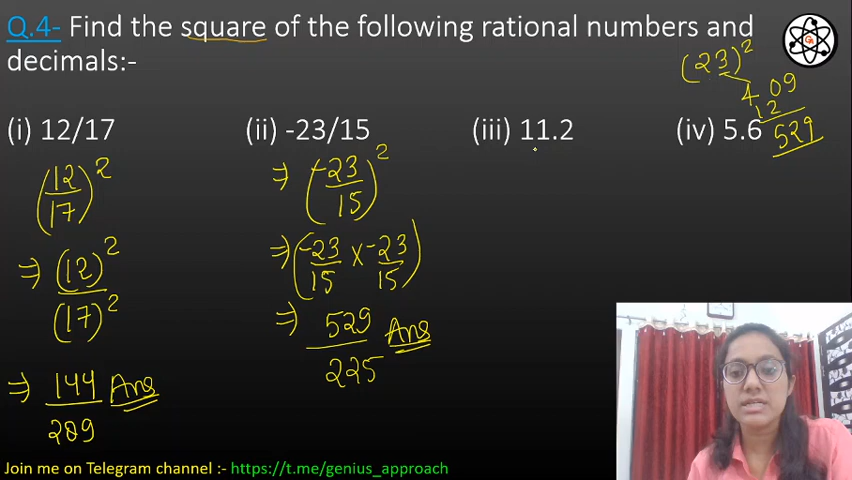 Q.4- Find the square of the following rational numbers and
decimals:-
(23)²
4 09
12
529
(i) 12/17
(ii) -23/15
(iii) 11.2
(iv) 5.6
(12/17)²
⇒ (12)²/(17)²
⇒ 144/289 Ans
⇒ (-23/15)²
⇒ (-23/15 × -23/15)
⇒ 529/225 Ans
Join me on Telegram channel :- https://t.me/genius_approach